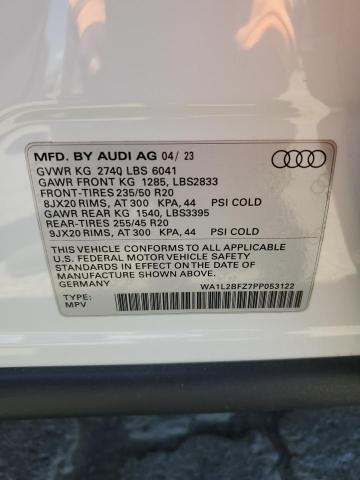 MFD. BY AUDI AG 04/ 23
GVWR KG 2740 LBS 6041
GAWR FRONT KG 1285, LBS2833
FRONT-TIRES 235/50 R20
8JX20 RIMS, AT 300 KPA, 44 PSI COLD
GAWR REAR KG 1540, LBS3395
REAR-TIRES 255/45 R20
9JX20 RIMS, AT 300 KPA, 44 PSI COLD
THIS VEHICLE CONFORMS TO ALL APPLICABLE
U.S. FEDERAL MOTOR VEHICLE SAFETY
STANDARDS IN EFFECT ON THE DATE OF
MANUFACTURE SHOWN ABOVE.
GERMANY
WA1L2BFZ7PP053122
TYPE:
MPV